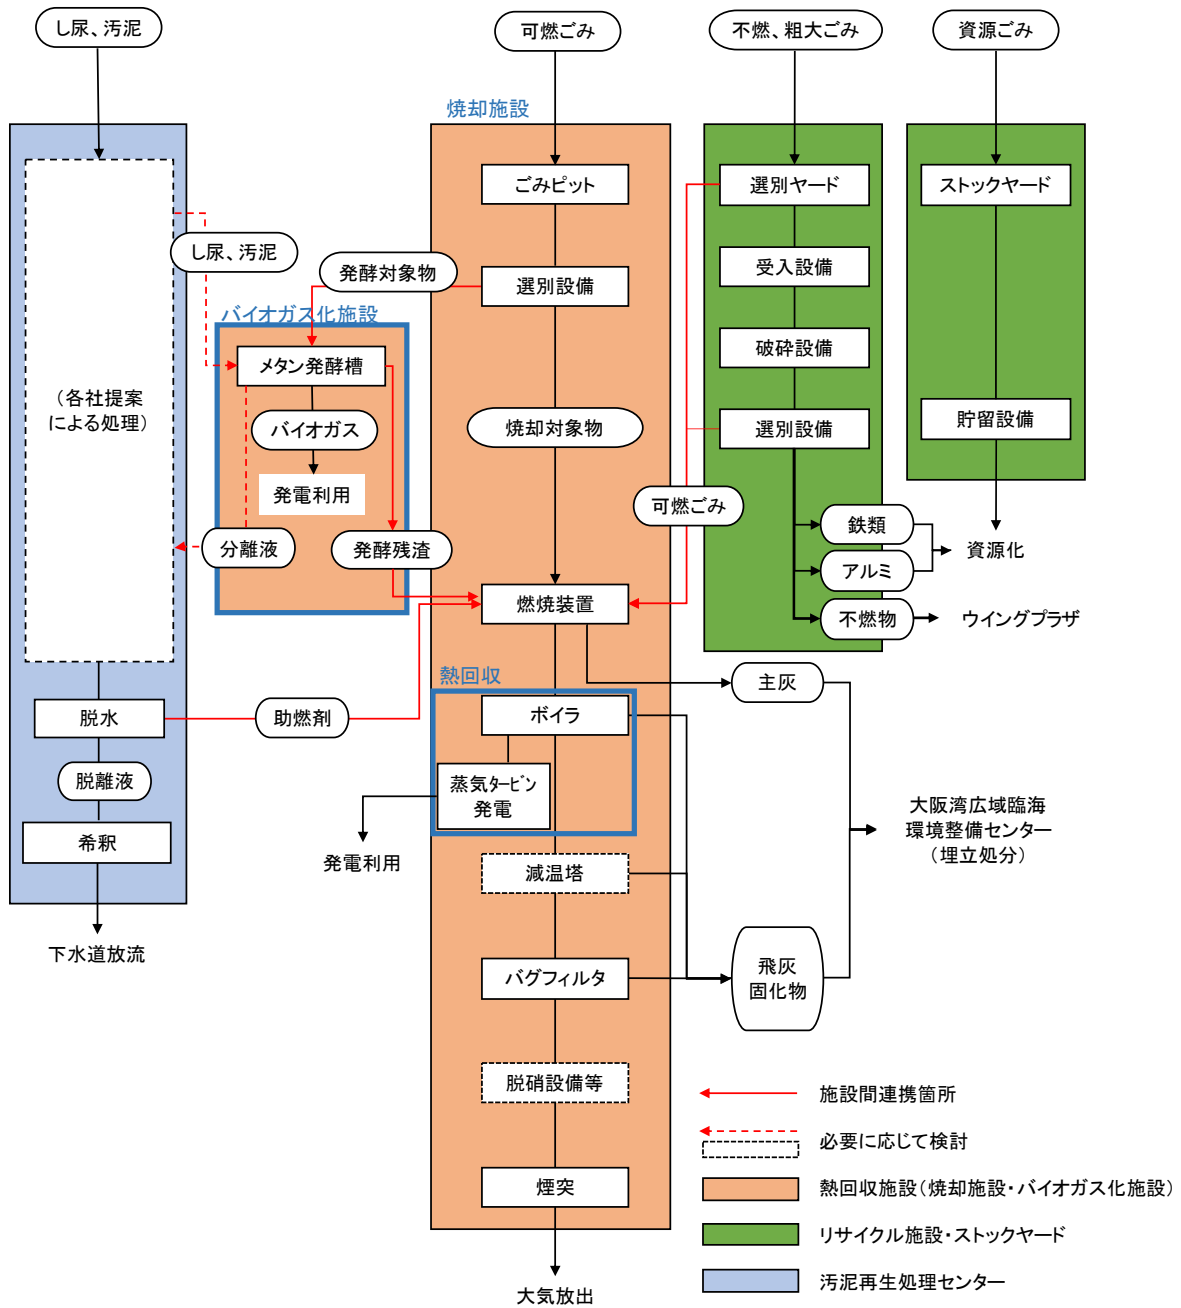 し尿、汚泥
可燃ごみ
不燃、粗大ごみ
資源ごみ
焼却施設
ごみピット
選別ヤード
ストックヤード
し尿、汚泥
発酵対象物
選別設備
受入設備
バイオガス化施設
破砕設備
メタン発酵槽
(各社提案
による処理)
バイオガス
焼却対象物
選別設備
貯留設備
発電利用
可燃ごみ
鉄類
分離液
発酵残渣
資源化
アルミ
燃焼装置
不燃物
ウイングプラザ
熱回収
主灰
脱水
助燃剤
ボイラ
脱離液
蒸気タービン
発電
大阪湾広域臨海
環境整備センター
(埋立処分)
希釈
発電利用
減温塔
下水道放流
バグフィルタ
飛灰
固化物
脱硝設備等
施設間連携箇所
必要に応じて検討
煙突
熱回収施設(焼却施設・バイオガス化施設)
リサイクル施設・ストックヤード
汚泥再生処理センター
大気放出